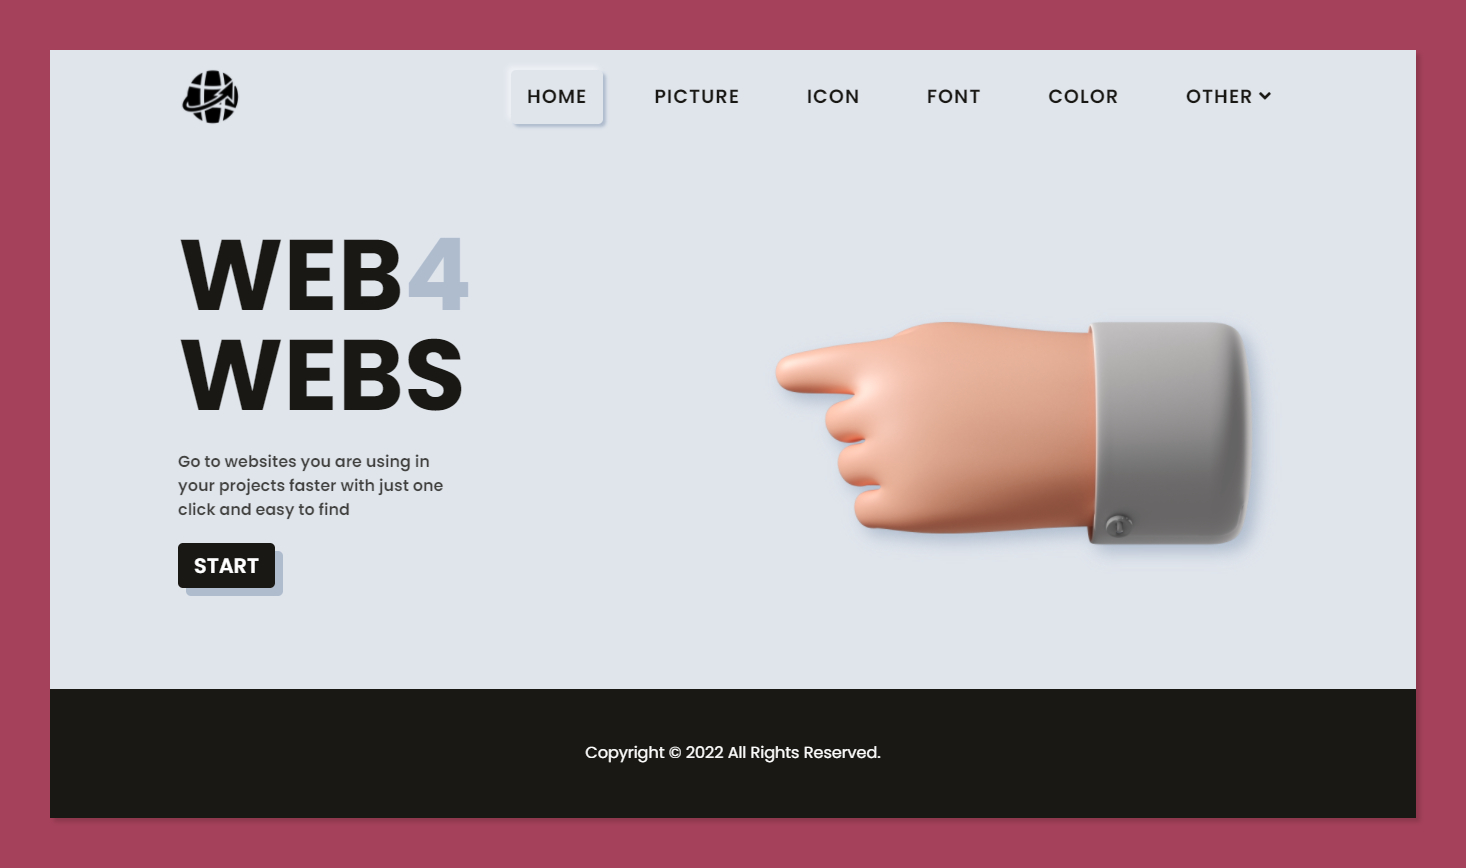 HOME PICTURE ICON FONT COLOR OTHER
WEB4
WEBS
Go to websites you are using in
your projects faster with just one
click and easy to find
START
Copyright © 2022 All Rights Reserved.